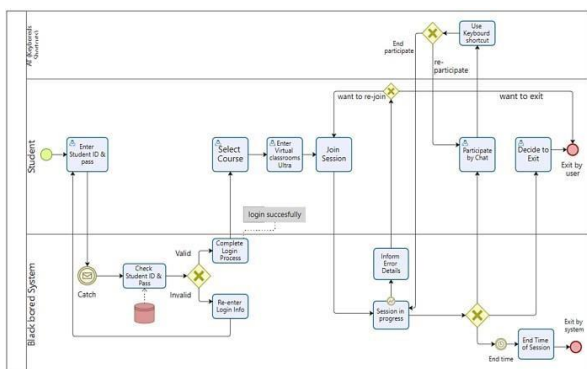 Use
Keyboard
shortcut
End
participate
re-
participate
Student
want to re-join
want to exit
Enter
Student ID &
pass
Select
Course
Enter
Virtual
classrooms
Ultra
Join
Session
Participate
by Chat
Decide to
Exit
Exit by
user
login succesfully
Black bored System
Catch
Check
Student ID &
Pass
Valid
Invalid
Complete
Login
Process
Re-enter
Login Info
Inform
Error
Details
Session in
progress
End time
End Time
of Session
Exit by
system